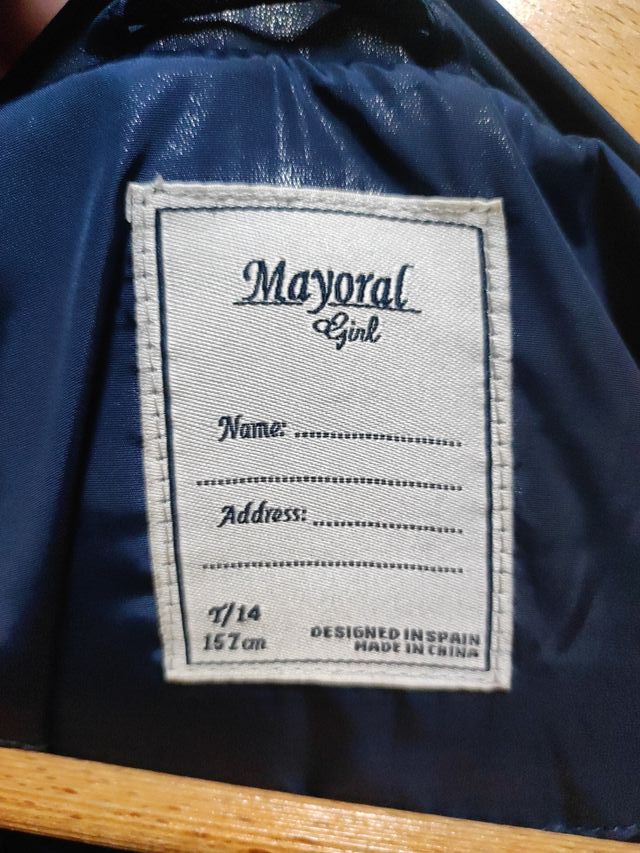 Mayoral
Girl
Name:
Address:
T/14
157cm
DESIGNED IN SPAIN
MADE IN CHINA